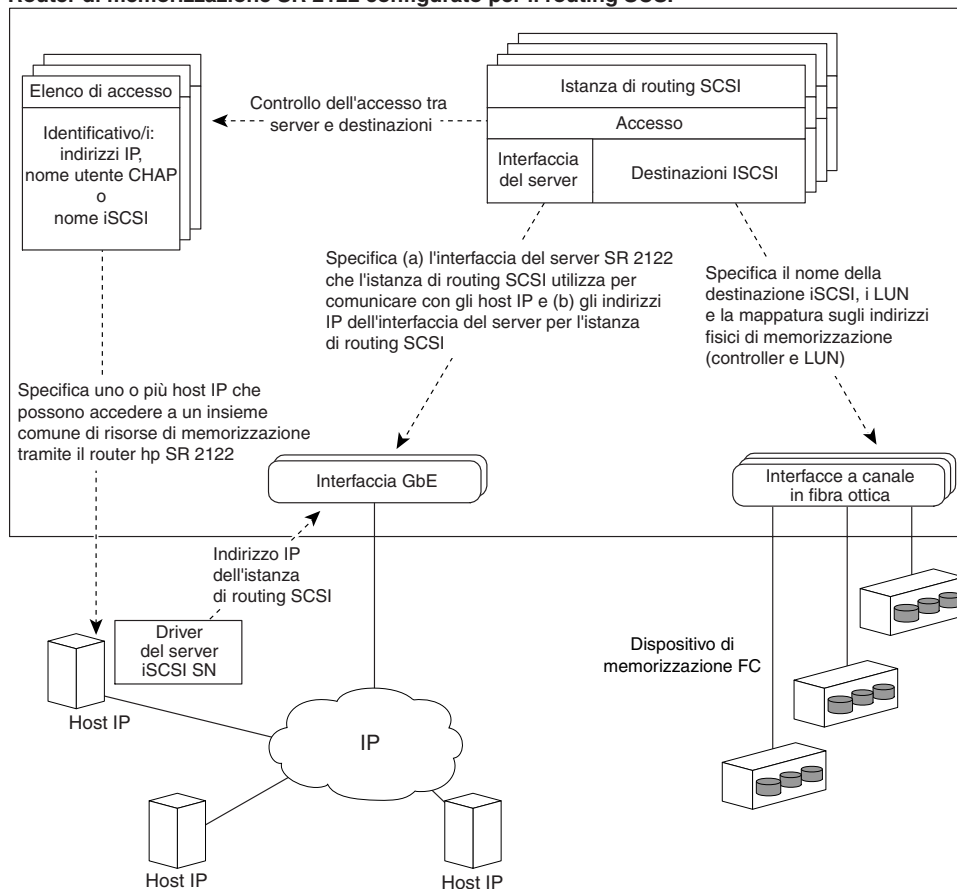 Router di memorizzazione SR 2122 configurato per il routing SCSI
Elenco di accesso
Identificativo/i:
indirizzi IP,
nome utente CHAP
o
nome iSCSI
Controllo dell'accesso tra
server e destinazioni
Istanza di routing SCSI
Accesso
Interfaccia
del server
Destinazioni ISCSI
Specifica (a) l'interfaccia del server SR 2122
che l'istanza di routing SCSI utilizza per
comunicare con gli host IP e (b) gli indirizzi
IP dell'interfaccia del server per l'istanza
di routing SCSI
Specifica il nome della
destinazione iSCSI, i LUN
e la mappatura sugli indirizzi
fisici di memorizzazione
(controller e LUN)
Specifica uno o più host IP che
possono accedere a un insieme
comune di risorse di memorizzazione
tramite il router hp SR 2122
Interfaccia GbE
Interfacce a canale
in fibra ottica
Indirizzo IP
dell'istanza
di routing SCSI
Driver
del server
iSCSI SN
Dispositivo di
memorizzazione FC
Host IP
IP
Host IP
Host IP